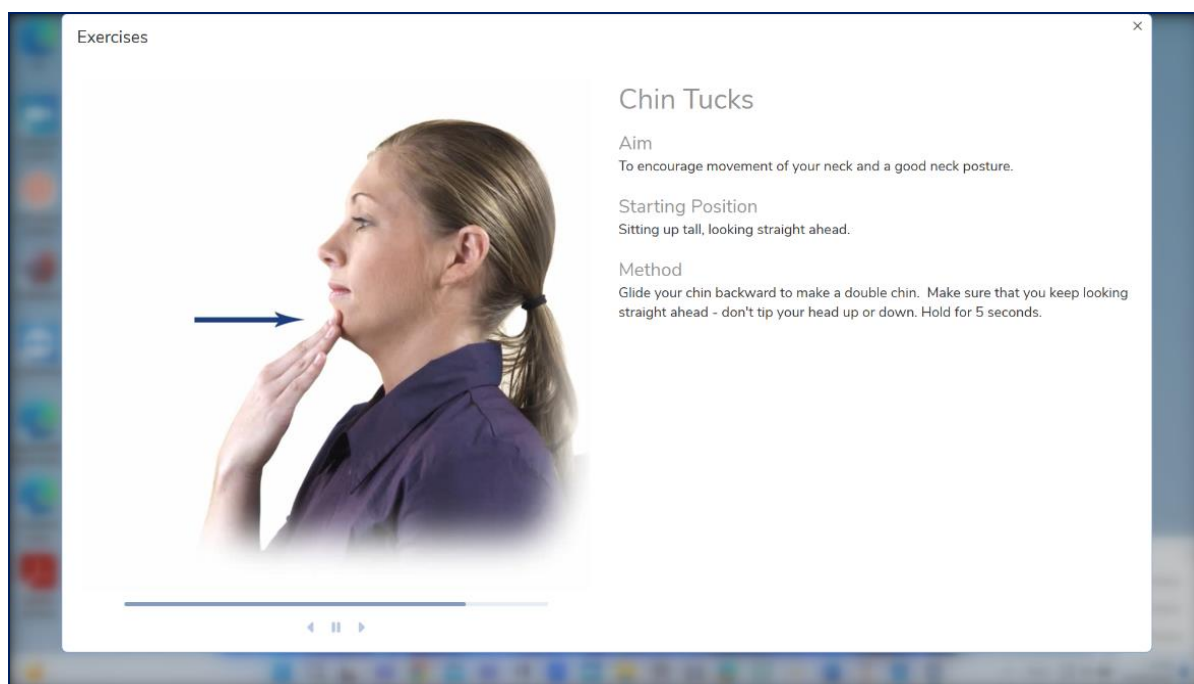 Exercises
Chin Tucks
Aim
To encourage movement of your neck and a good neck posture.
Starting Position
Sitting up tall, looking straight ahead.
Method
Glide your chin backward to make a double chin.  Make sure that you keep looking
straight ahead - don't tip your head up or down. Hold for 5 seconds.